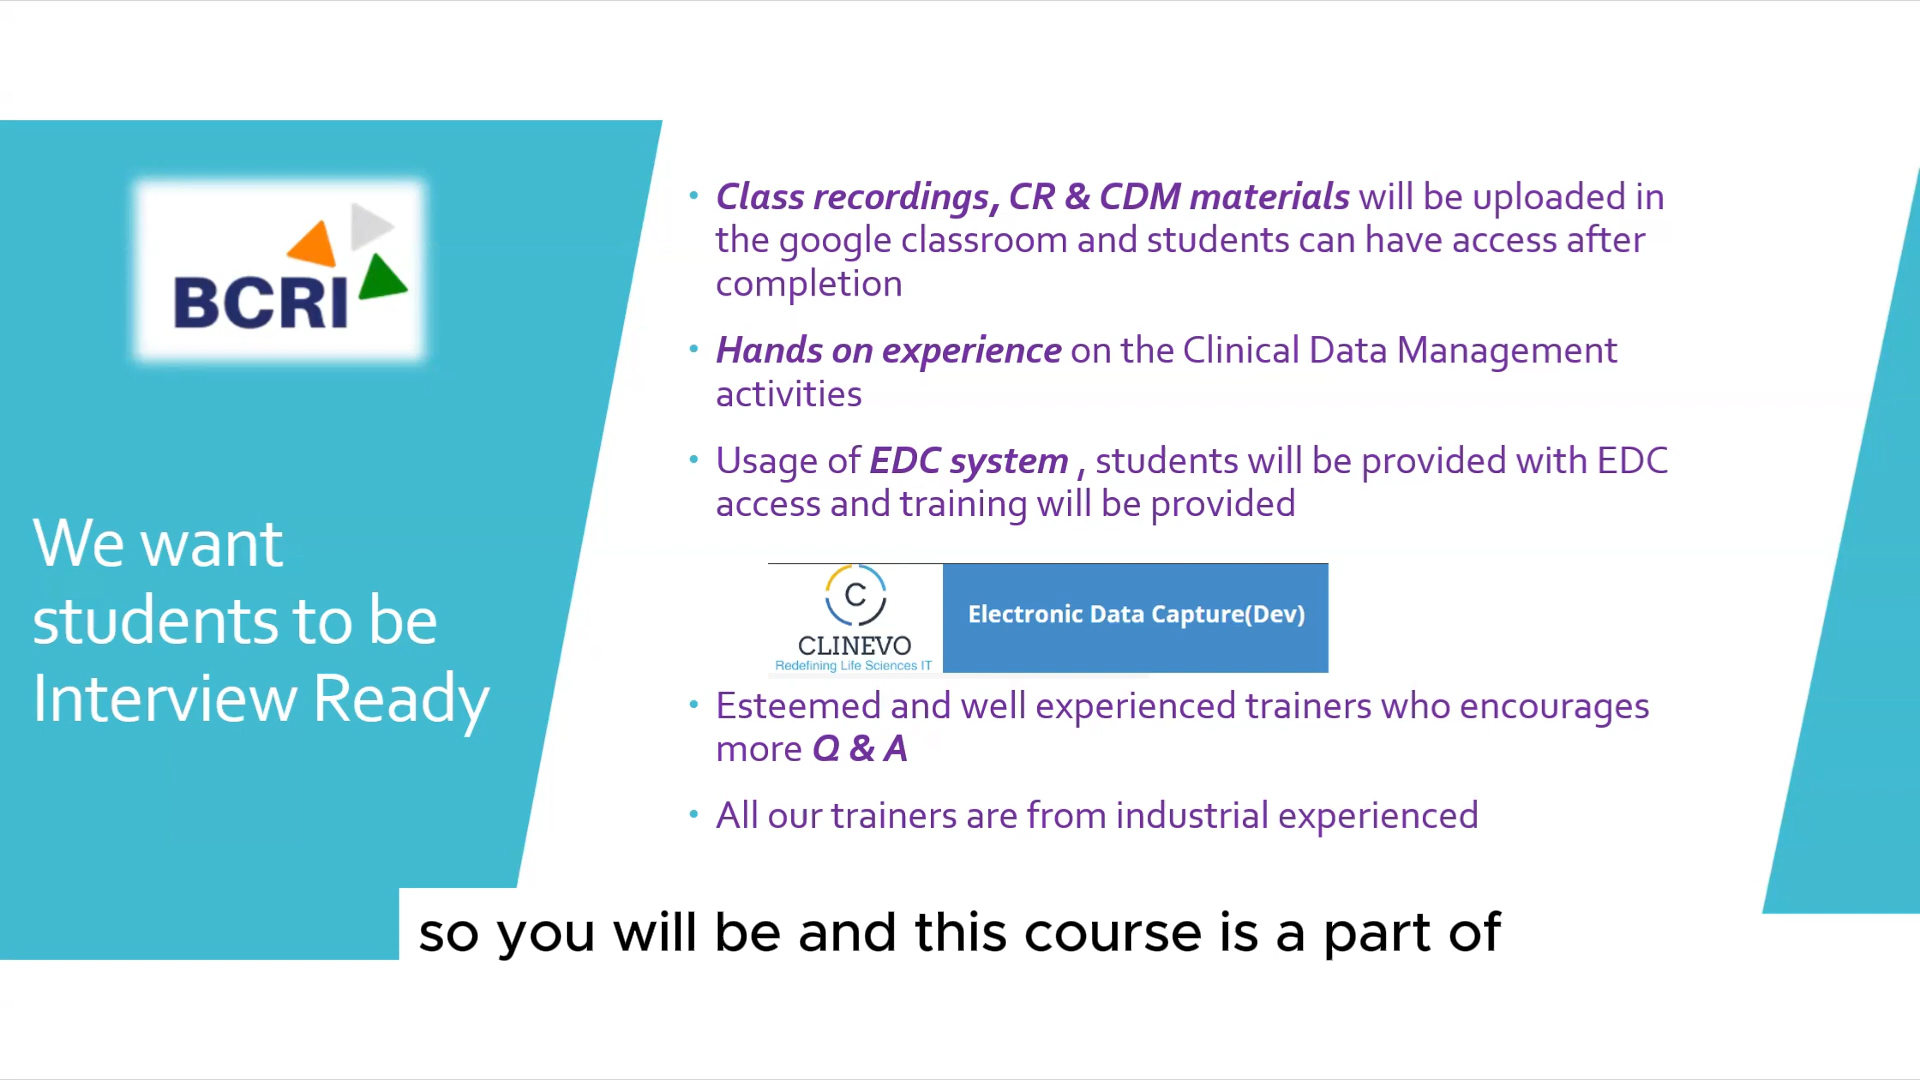 BCRI
We want
students to be
Interview Ready
• Class recordings, CR & CDM materials will be uploaded in
the google classroom and students can have access after
completion
• Hands on experience on the Clinical Data Management
activities
• Usage of EDC system , students will be provided with EDC
access and training will be provided
C
CLINEVO
Redefining Life Sciences IT
Electronic Data Capture(Dev)
• Esteemed and well experienced trainers who encourages
more Q & A
• All our trainers are from industrial experienced
so you will be and this course is a part of